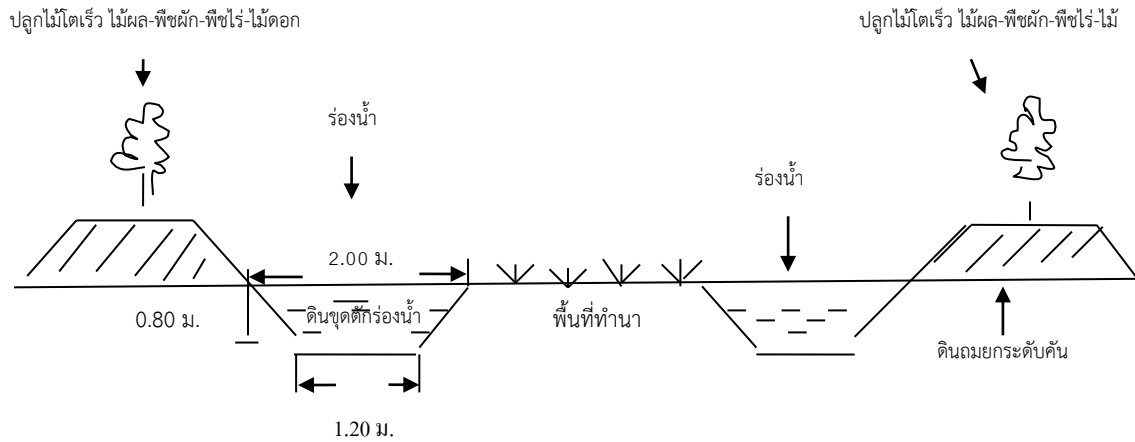 ปลูกไม้โตเร็ว ไม้ผล-พืชผัก-พืชไร่-ไม้ดอก
ปลูกไม้โตเร็ว ไม้ผล-พืชผัก-พืชไร่-ไม้
ร่องน้ำ
ร่องน้ำ
2.00 ม.
0.80 ม.
ดินขุดตักร่องน้ำ
พื้นที่ทำนา
ดินถมยกระดับคัน
1.20 ม.